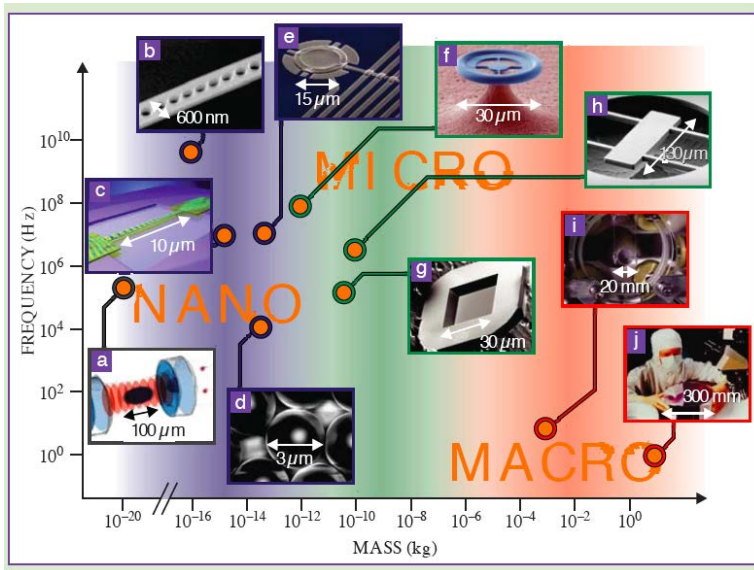 b
600 nm
e
15 µm
f
30 µm
h
130 µm
c
10 µm
i
20 mm
g
30 µm
j
300 mm
a
100 µm
d
3 µm
MICRO
NANO
MACRO
FREQUENCY (Hz)
10^10
10^8
10^6
10^4
10^2
10^0
10^−20
10^−16
10^−14
10^−12
10^−10
10^−8
10^−6
10^−4
10^−2
10^0
MASS (kg)